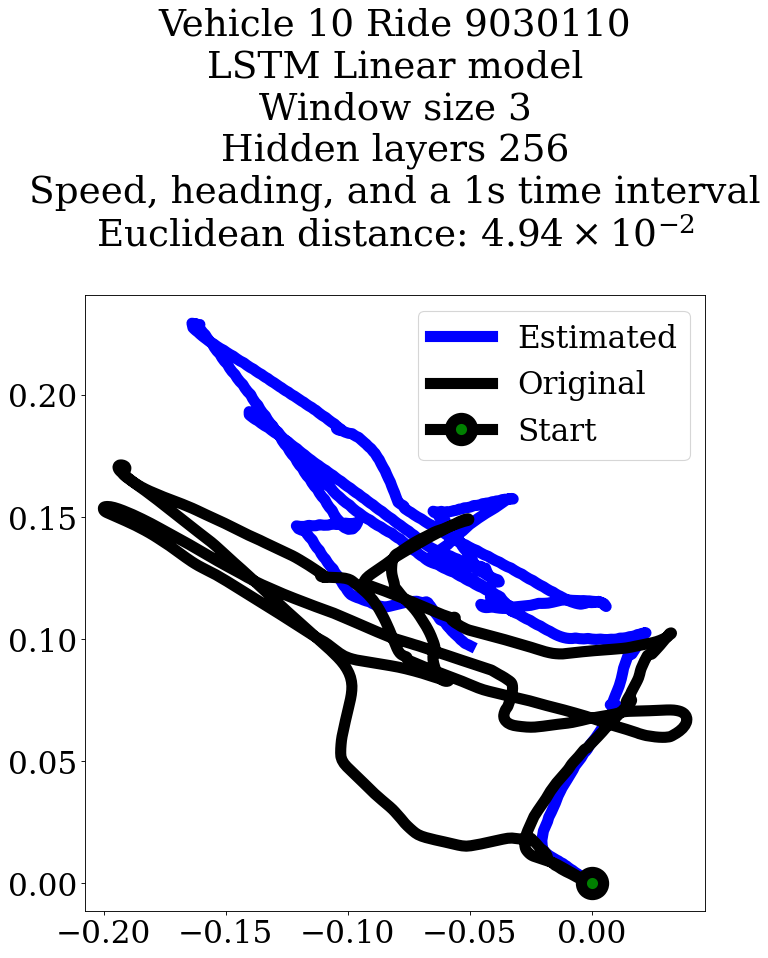 Vehicle 10 Ride 9030110
LSTM Linear model
Window size 3
Hidden layers 256
Speed, heading, and a 1s time interval
Euclidean distance: 4.94 × 10⁻²
Estimated
Original
Start
0.20
0.15
0.10
0.05
0.00
−0.20 −0.15 −0.10 −0.05 0.00